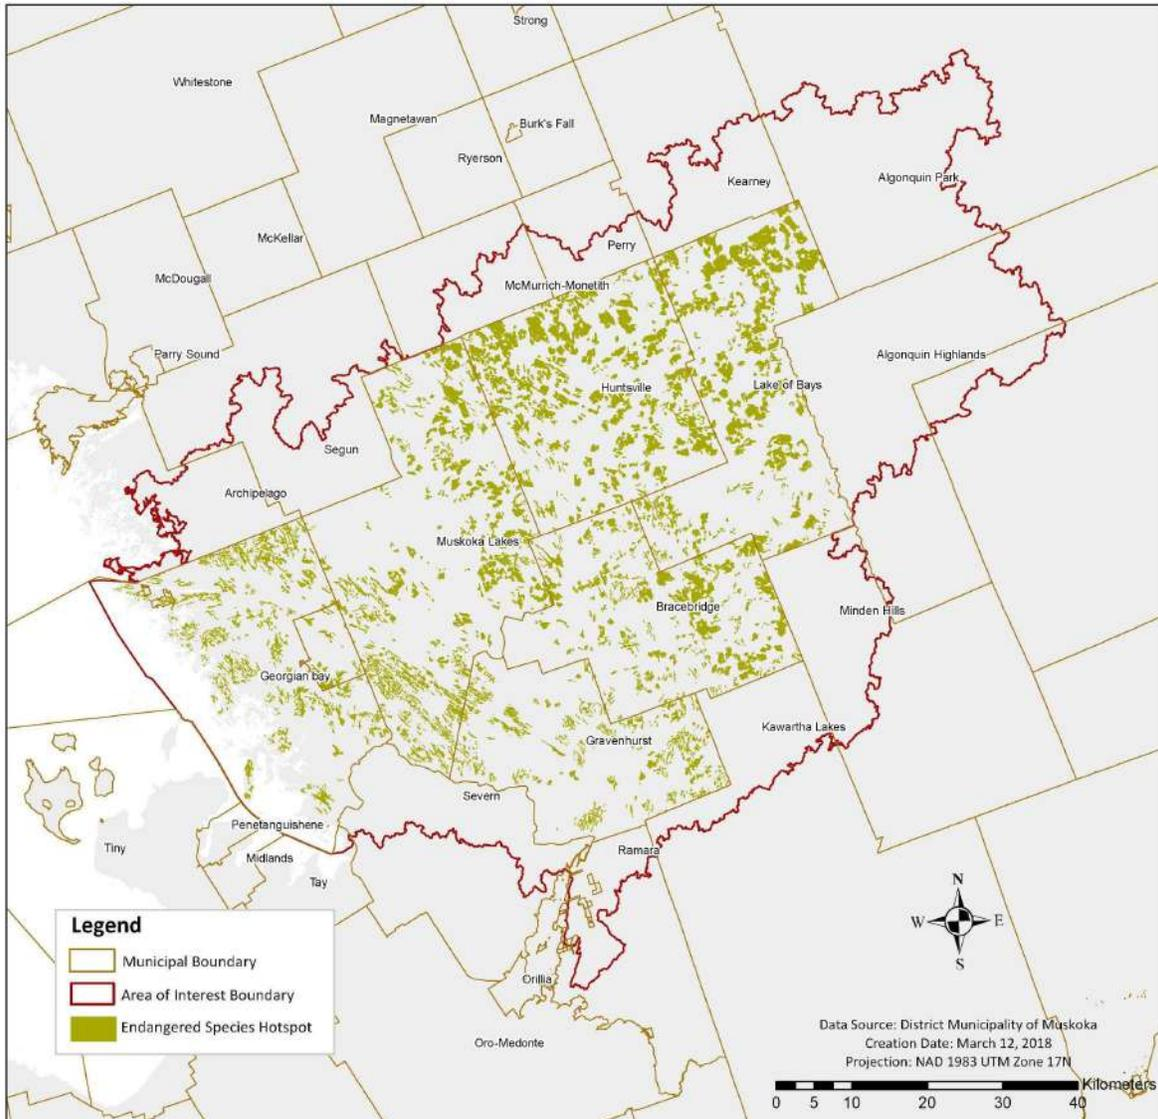 Strong
Whitestone
Magnetawan
Burk's Fall
Ryerson
Kearney
Algonquin Park
McKellar
Perry
McDougall
McMurrich-Monetith
Parry Sound
Algonquin Highlands
Huntsville
Lake of Bays
Segun
Archipelago
Muskoka Lakes
Bracebridge
Minden Hills
Georgian bay
Kawartha Lakes
Gravenhurst
Severn
Penetanguishene
Tiny
Midlands
Ramara
Tay
Orillia
Oro-Medonte
N
W
E
S
Legend
Municipal Boundary
Area of Interest Boundary
Endangered Species Hotspot
Data Source: District Municipality of Muskoka
Creation Date: March 12, 2018
Projection: NAD 1983 UTM Zone 17N
Kilometers
0 5 10 20 30 40